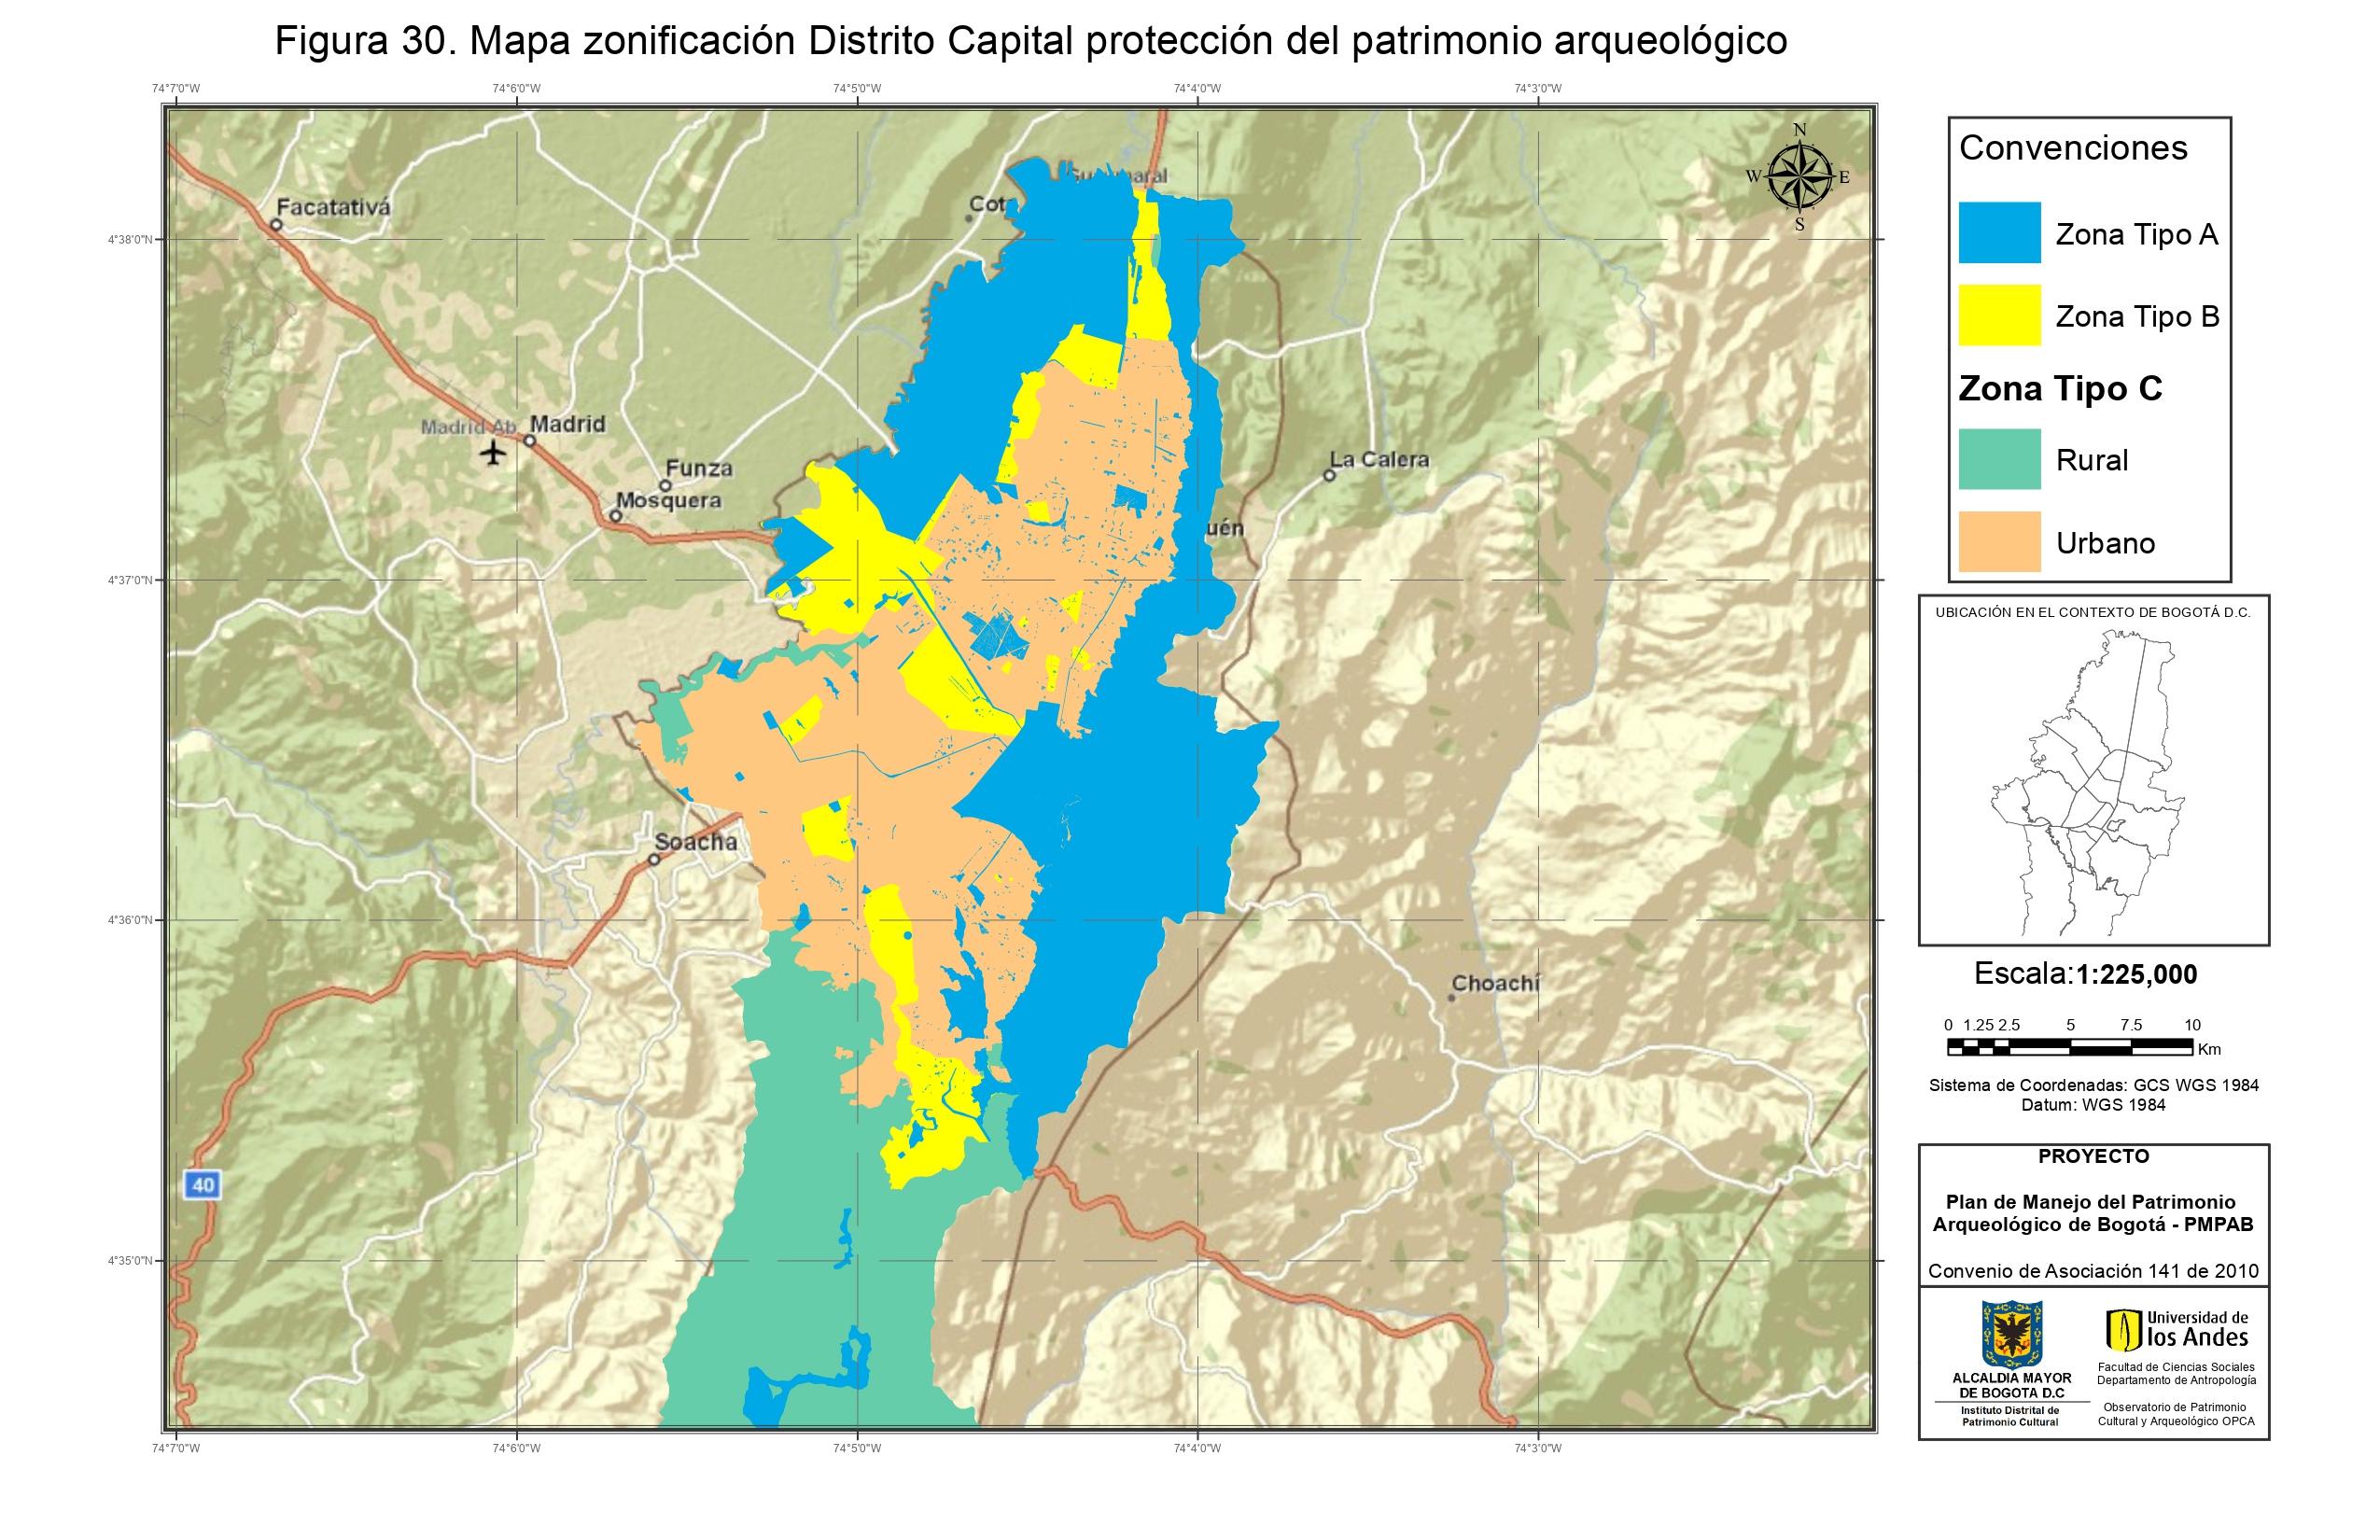 Figura 30. Mapa zonificación Distrito Capital protección del patrimonio arqueológico
74°7'0"W 74°6'0"W 74°5'0"W 74°4'0"W 74°3'0"W
4°38'0"N
4°37'0"N
4°36'0"N
4°35'0"N
Facatativá
Cot
N
W E
S
Madrid Ab
Madrid
Funza
Mosquera
La Calera
uén
Soacha
Choachí
40
74°7'0"W 74°6'0"W 74°5'0"W 74°4'0"W 74°3'0"W
Convenciones
Zona Tipo A
Zona Tipo B
Zona Tipo C
Rural
Urbano
UBICACIÓN EN EL CONTEXTO DE BOGOTÁ D.C.
Escala:1:225,000
0 1.25 2.5 5 7.5 10
Km
Sistema de Coordenadas: GCS WGS 1984
Datum: WGS 1984
PROYECTO
Plan de Manejo del Patrimonio
Arqueológico de Bogotá - PMPAB
Convenio de Asociación 141 de 2010
ALCALDIA MAYOR
DE BOGOTA D.C
Instituto Distrital de
Patrimonio Cultural
Universidad de
los Andes
Facultad de Ciencias Sociales
Departamento de Antropología
Observatorio de Patrimonio
Cultural y Arqueológico OPCA